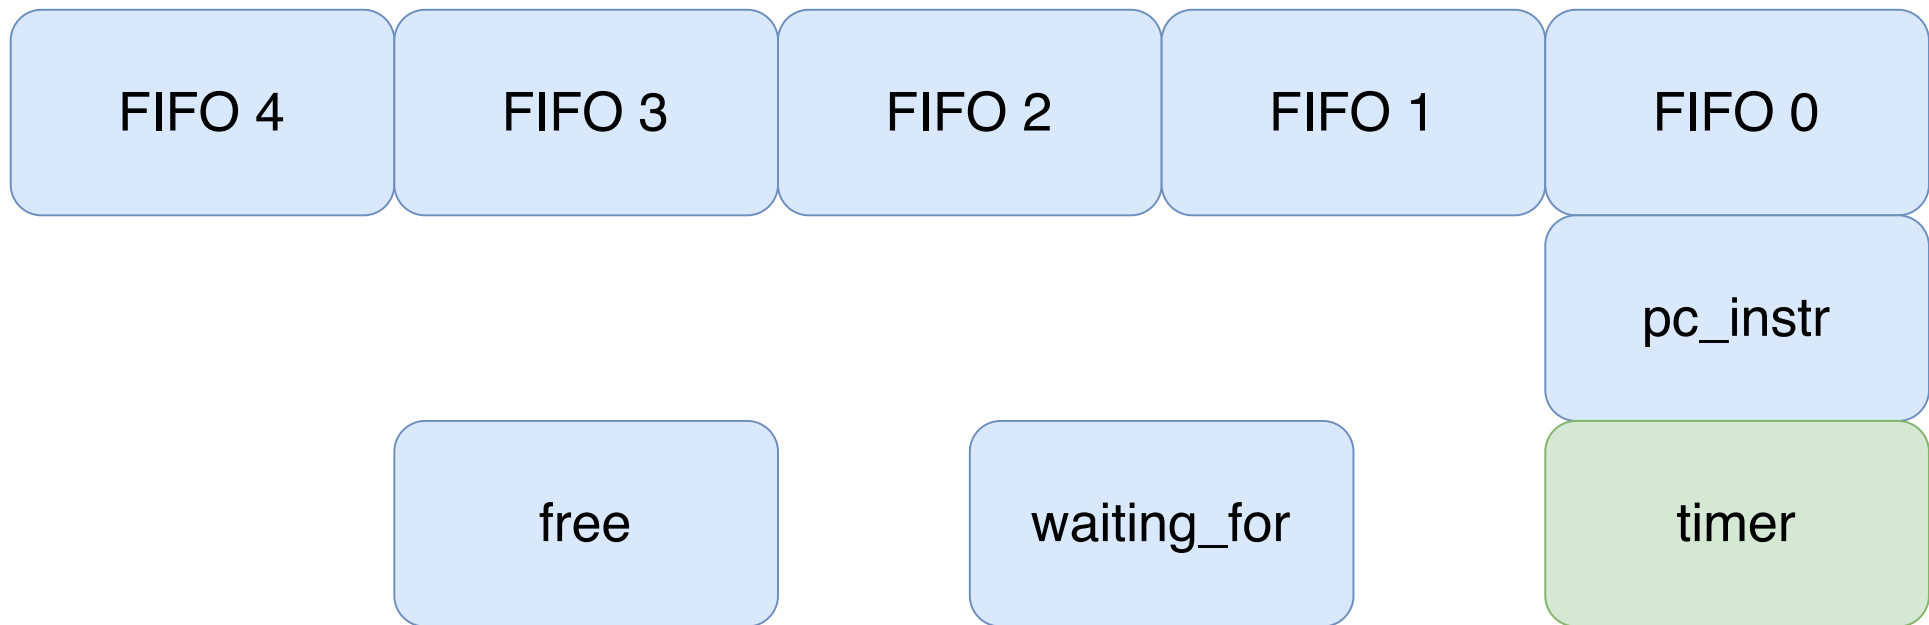 FIFO 4
FIFO 3
FIFO 2
FIFO 1
FIFO 0
pc_instr
free
waiting_for
timer